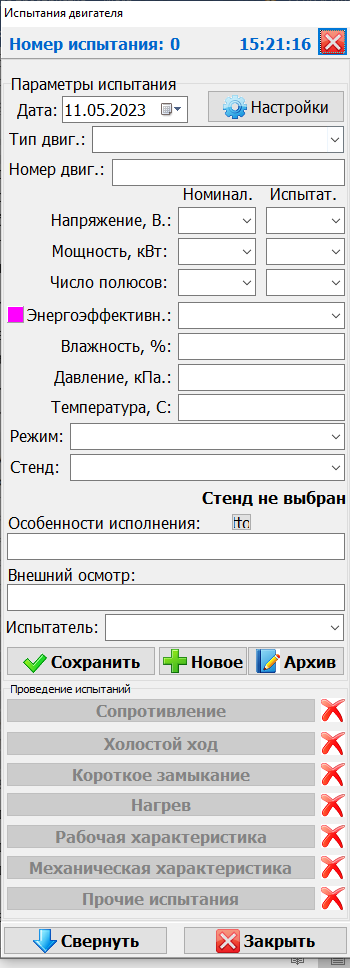 Испытания двигателя
Номер испытания: 0 15:21:16
Параметры испытания
Дата: 11.05.2023 Настройки
Тип двиг.:
Номер двиг.:
Номинал. Испытат.
Напряжение, В.:
Мощность, кВт:
Число полюсов:
Энергоэффективн.:
Влажность, %:
Давление, кПа.:
Температура, С:
Режим:
Стенд:
Стенд не выбран
Особенности исполнения:
Внешний осмотр:
Испытатель:
Сохранить Новое Архив
Проведение испытаний
Сопротивление
Холостой ход
Короткое замыкание
Нагрев
Рабочая характеристика
Механическая характеристика
Прочие испытания
Свернуть Закрыть